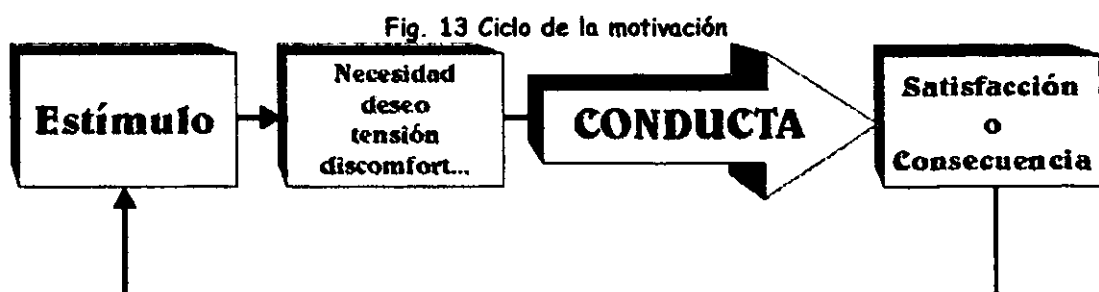 Fig. 13 Ciclo de la motivación
Estímulo
Necesidad
deseo
tensión
discomfort...
CONDUCTA
Satisfacción
o
Consecuencia